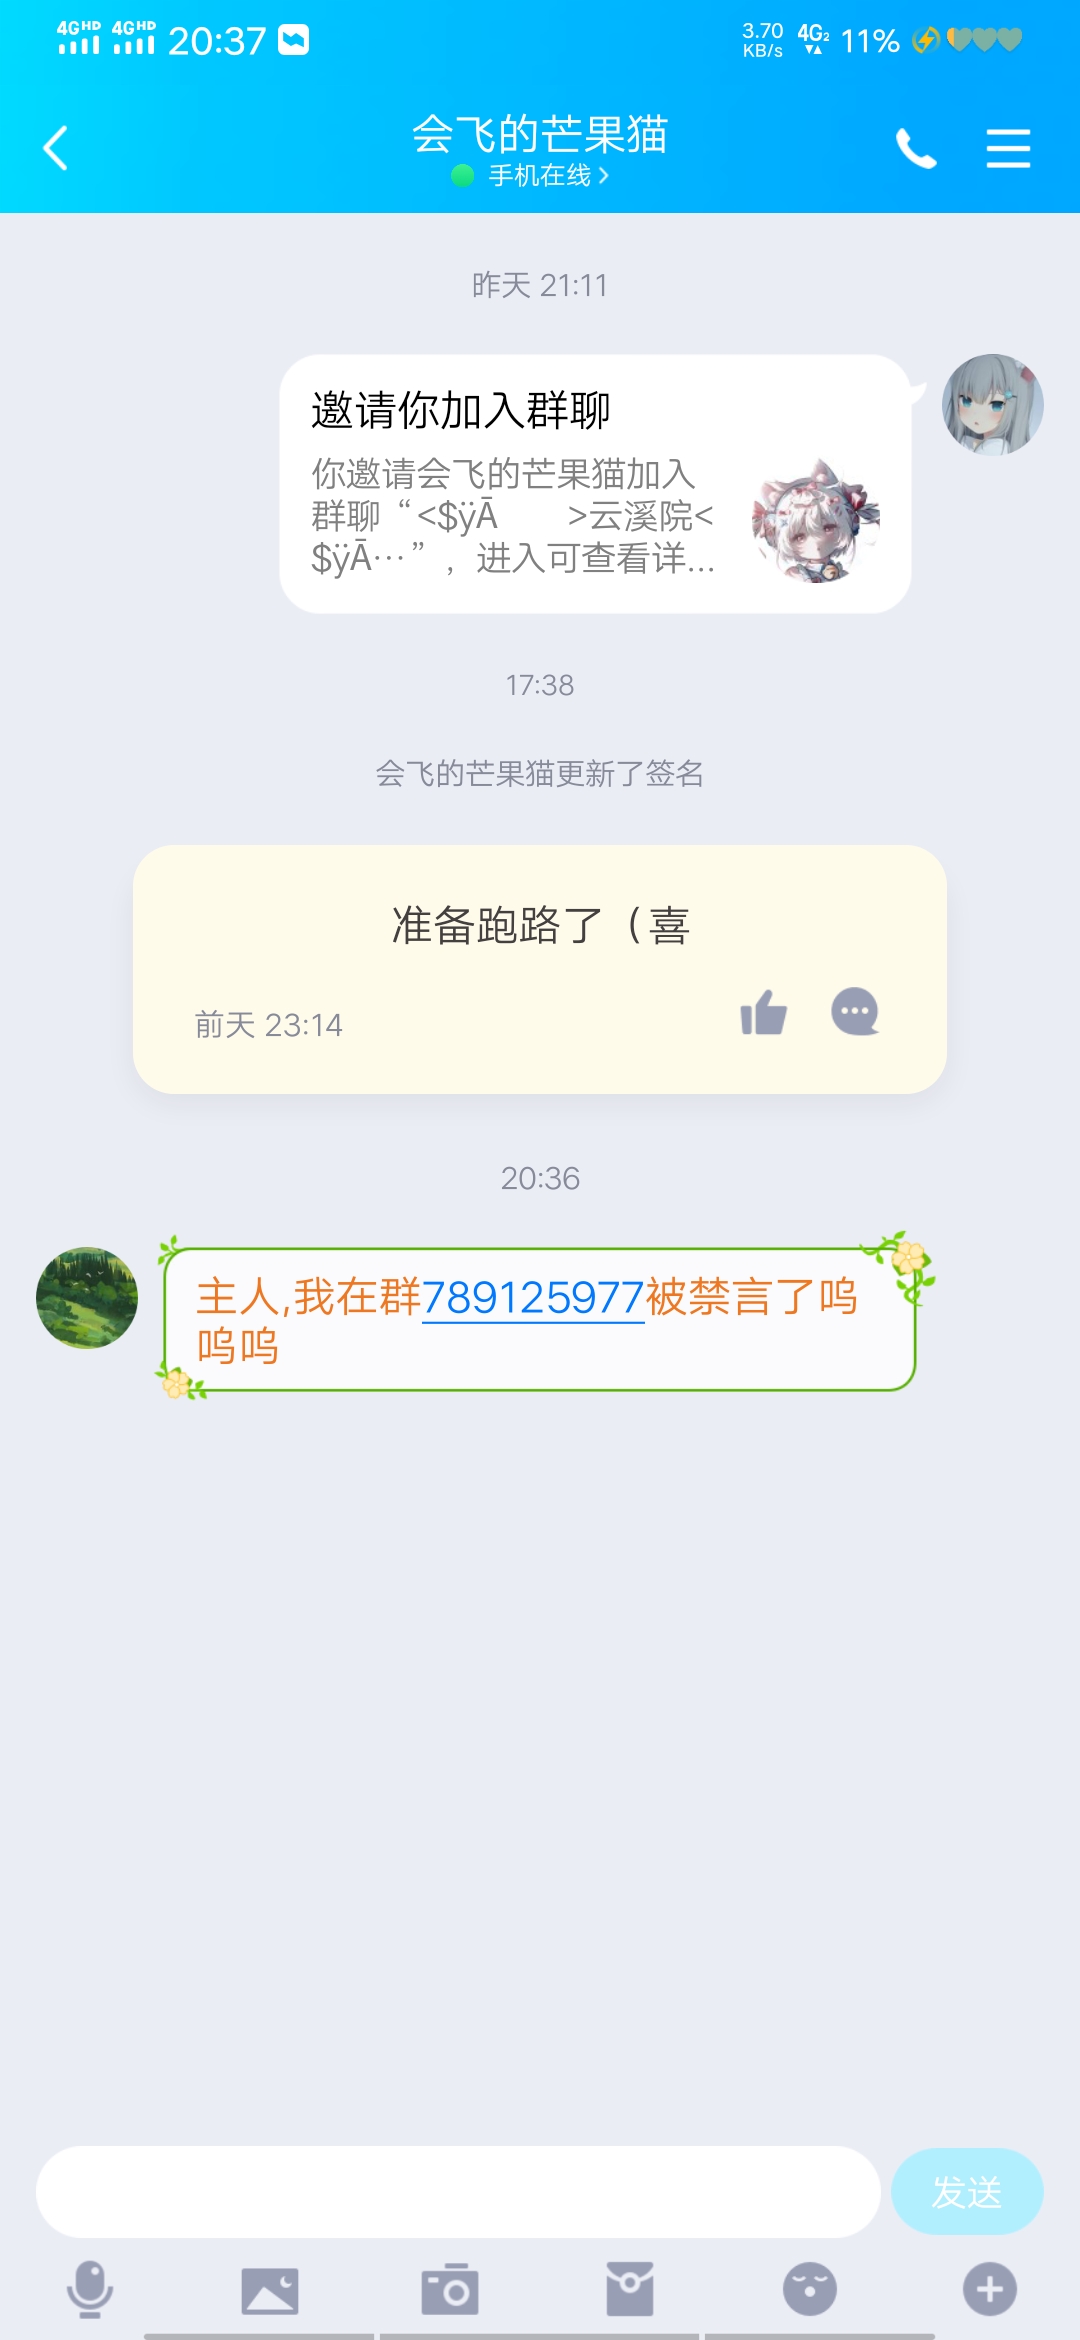 4GHD 4GHD 20:37 3.70 KB/s 4G2 11%
会飞的芒果猫
手机在线
昨天 21:11
邀请你加入群聊
你邀请会飞的芒果猫加入
群聊“<$ÿĀ　　>云溪院<
$ÿĀ…”，进入可查看详...
17:38
会飞的芒果猫更新了签名
准备跑路了（喜
前天 23:14
20:36
主人,我在群789125977被禁言了呜
呜呜
发送